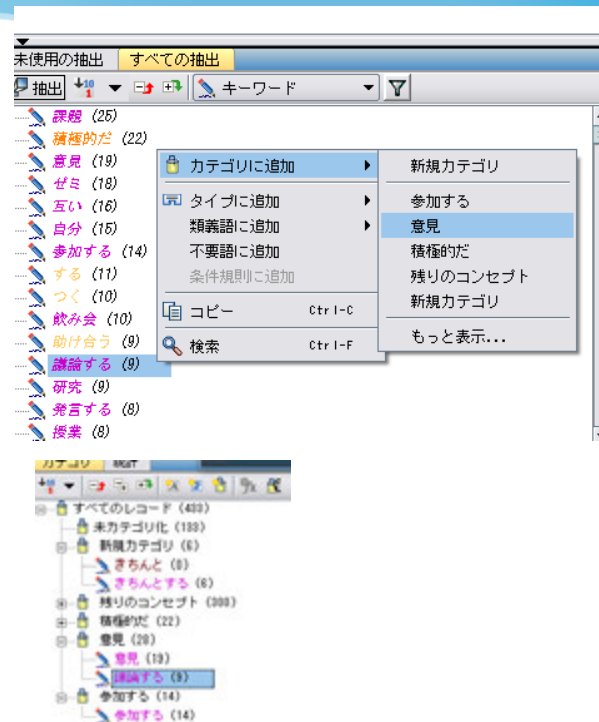 未使用の抽出 すべての抽出
抽出 キーワード
課題 (25)
積極的だ (22)
意見 (19)
ゼミ (18)
互い (16)
自分 (15)
参加する (14)
する (11)
つく (10)
飲み会 (10)
助け合う (9)
議論する (9)
研究 (9)
発言する (8)
授業 (8)
カテゴリに追加
タイプに追加
類義語に追加
不要語に追加
条件規則に追加
コピー Ctrl-C
検索 Ctrl-F
新規カテゴリ
参加する
意見
積極的だ
残りのコンセプト
新規カテゴリ
もっと表示...
カテゴリ 統計
すべてのレコード (433)
未カテゴリ化 (133)
新規カテゴリ (6)
きちんと (0)
きちんとする (6)
残りのコンセプト (300)
積極的だ (22)
意見 (28)
意見 (19)
議論する (9)
参加する (14)
参加する (14)